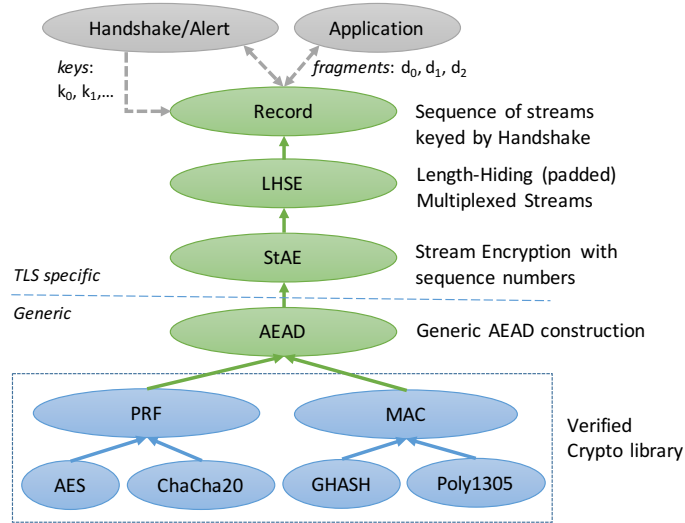 Handshake/Alert
Application
keys:
k0, k1,…
fragments: d0, d1, d2
Record
Sequence of streams
keyed by Handshake
LHSE
Length-Hiding (padded)
Multiplexed Streams
StAE
Stream Encryption with
sequence numbers
TLS specific
Generic
AEAD
Generic AEAD construction
PRF
MAC
Verified
Crypto library
AES
ChaCha20
GHASH
Poly1305